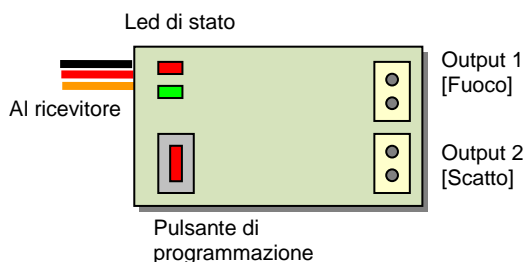 Led di stato
Al ricevitore
Output 1
[Fuoco]
Output 2
[Scatto]
Pulsante di
programmazione